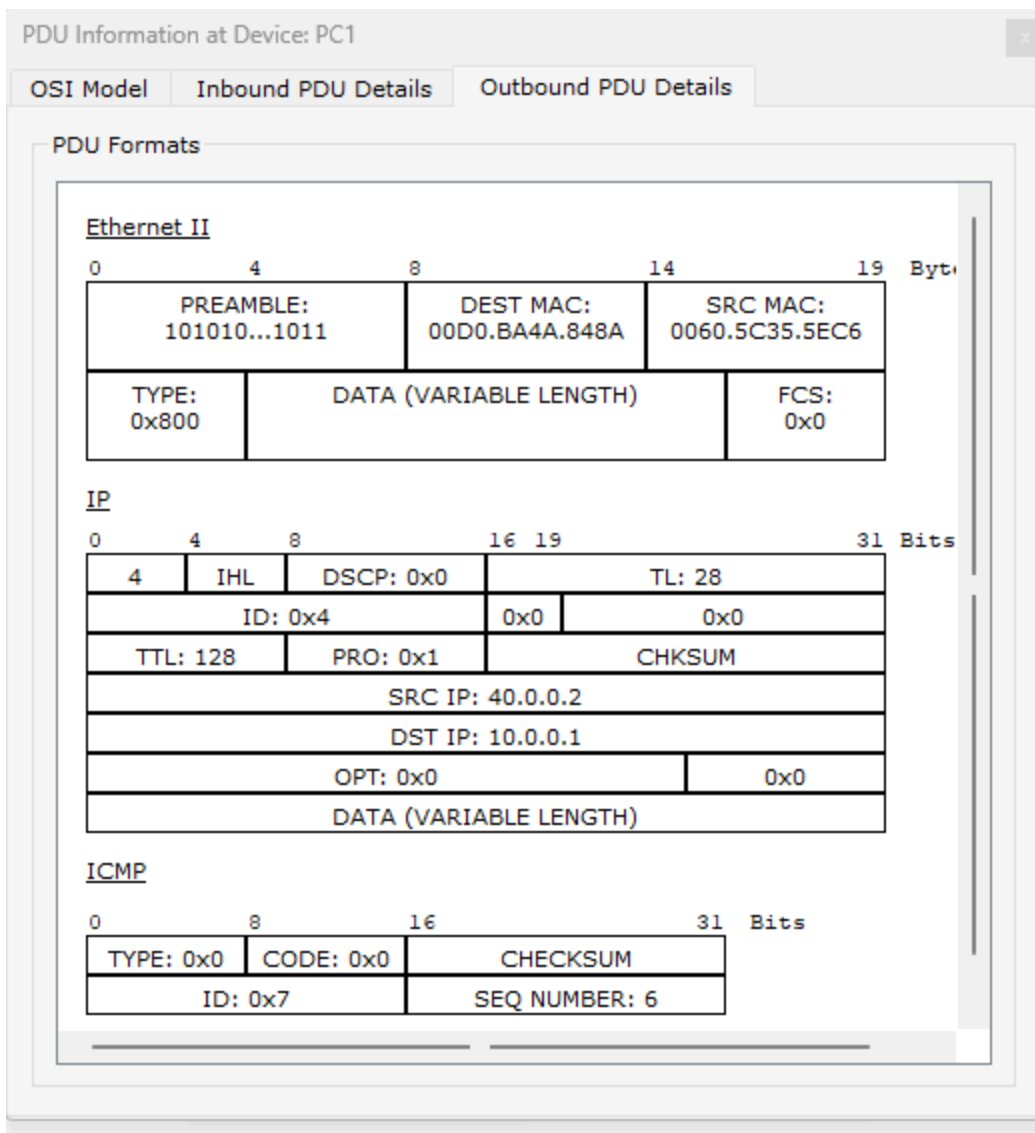 PDU Information at Device: PC1
x
OSI Model Inbound PDU Details Outbound PDU Details
PDU Formats
Ethernet II
0 4 8 14 19 Byt
PREAMBLE: DEST MAC: SRC MAC:
101010...1011 00D0.BA4A.848A 0060.5C35.5EC6
TYPE: DATA (VARIABLE LENGTH) FCS:
0x800 0x0
IP
0 4 8 16 19 31 Bits
4 IHL DSCP: 0x0 TL: 28
ID: 0x4 0x0 0x0
TTL: 128 PRO: 0x1 CHKSUM
SRC IP: 40.0.0.2
DST IP: 10.0.0.1
OPT: 0x0 0x0
DATA (VARIABLE LENGTH)
ICMP
0 8 16 31 Bits
TYPE: 0x0 CODE: 0x0 CHECKSUM
ID: 0x7 SEQ NUMBER: 6